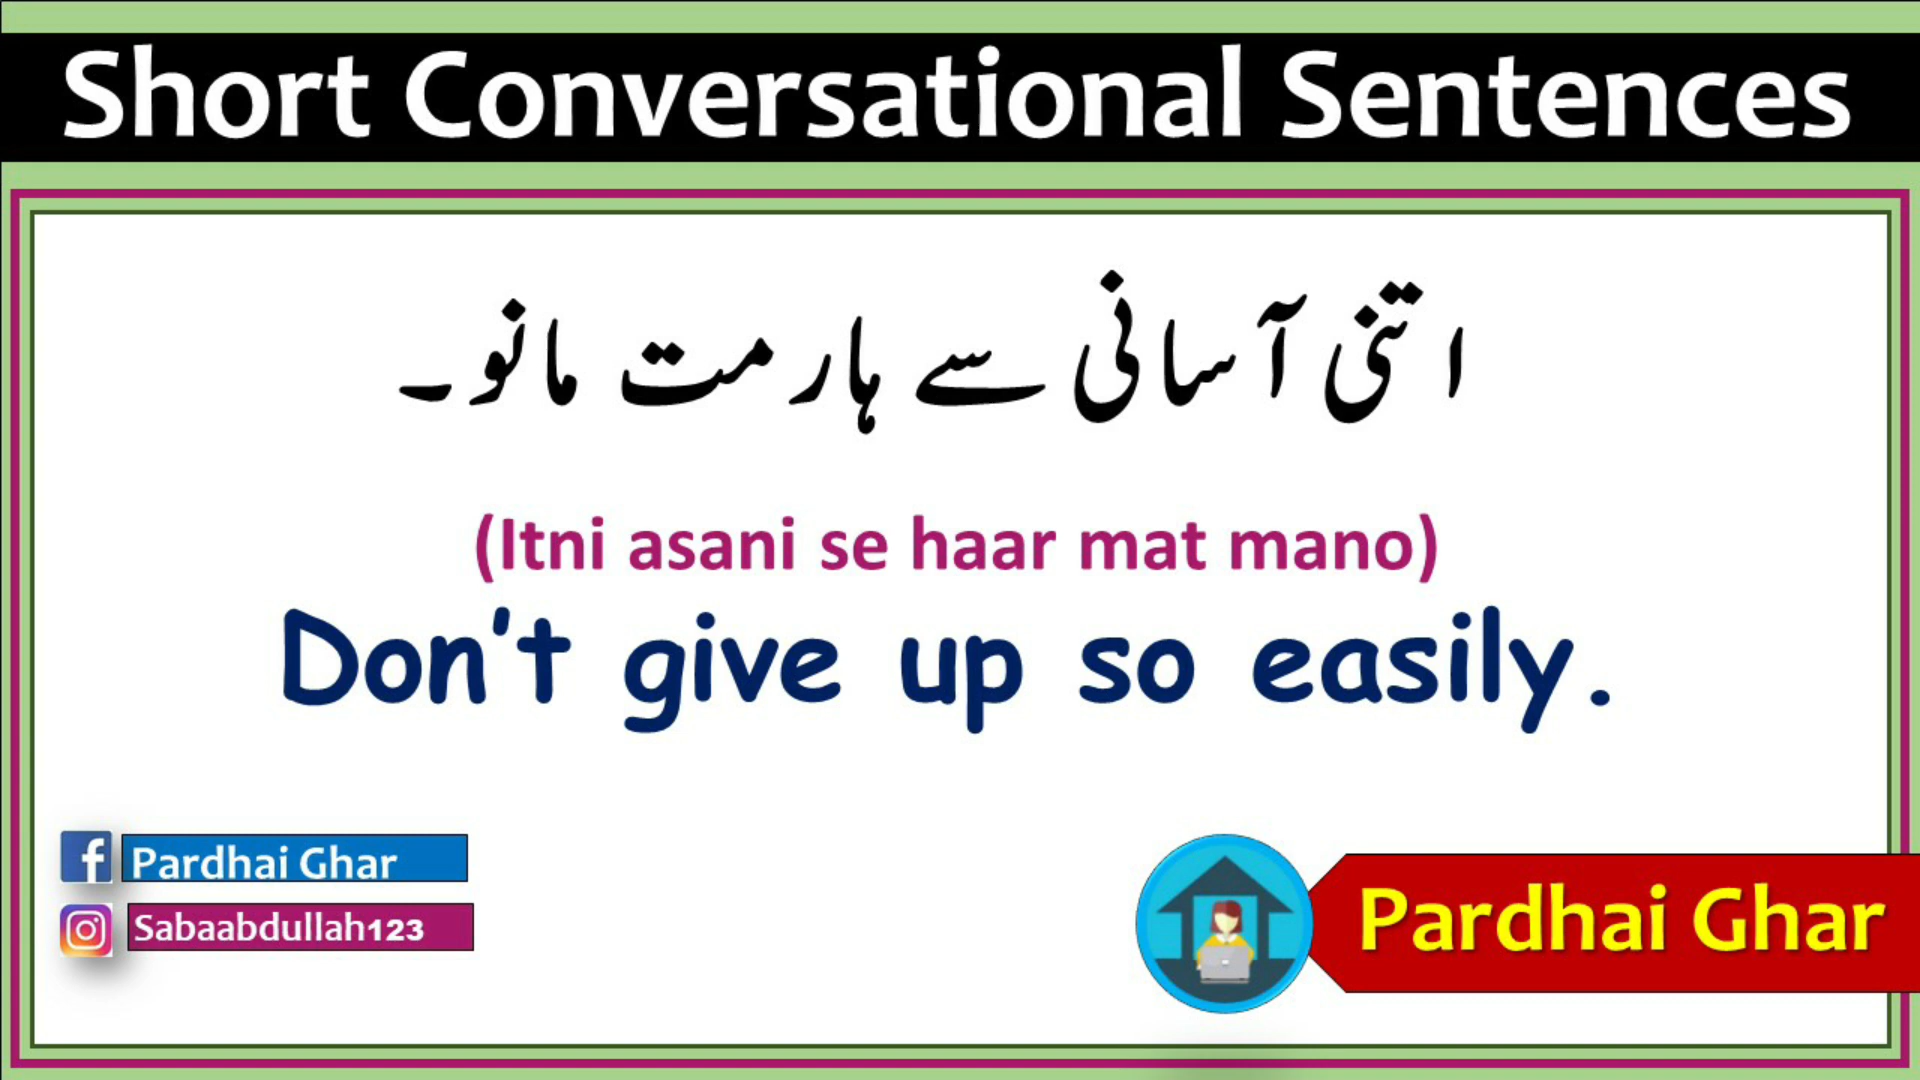 Short Conversational Sentences
اتنی آسانی سے ہار مت مانو۔
(Itni asani se haar mat mano)
Don't give up so easily.
Pardhai Ghar
Sabaabdullah123
Pardhai Ghar